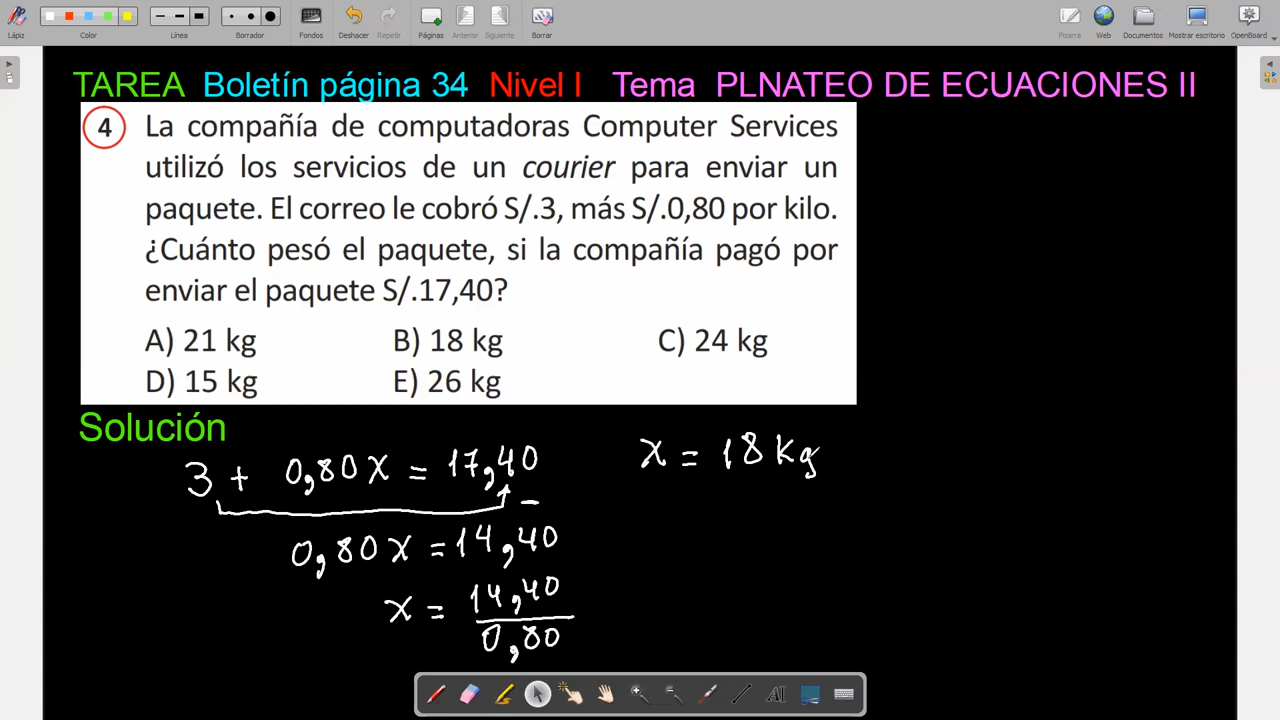 Lápiz
Color
Línea
Borrador
Fondos
Deshacer
Repetir
Páginas
Anterior
Siguiente
Borrar
Pizarra
Web
Documentos
Mostrar escritorio
OpenBoard
TAREA Boletín página 34 Nivel I Tema PLNATEO DE ECUACIONES II
4 La compañía de computadoras Computer Services
utilizó los servicios de un courier para enviar un
paquete. El correo le cobró S/.3, más S/.0,80 por kilo.
¿Cuánto pesó el paquete, si la compañía pagó por
enviar el paquete S/.17,40?
A) 21 kg B) 18 kg C) 24 kg
D) 15 kg E) 26 kg
Solución
3 + 0,80x = 17,40
0,80x = 14,40
x = 14,40
0,80
x = 18 kg
AI